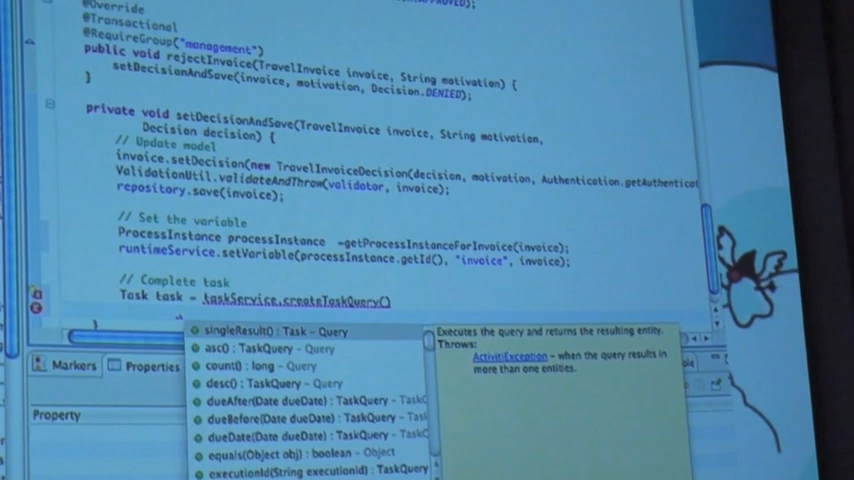 APPROVED);
@Override
@Transactional
@RequireGroup("management")
public void rejectInvoice(TravelInvoice invoice, String motivation) {
setDecisionAndSave(invoice, motivation, Decision.DENIED);
}
private void setDecisionAndSave(TravelInvoice invoice, String motivation,
Decision decision) {
// Update model
invoice.setDecision(new TravelInvoiceDecision(decision, motivation, Authentication.getAuthenticat
ValidationUtil.validateAndThrow(validator, invoice);
repository.save(invoice);
// Set the variable
ProcessInstance processInstance =getProcessInstanceForInvoice(invoice);
runtimeService.setVariable(processInstance.getId(), "invoice", invoice);
// Complete task
Task task = taskService.createTaskQuery()
}
singleResult() : Task - Query
asc() : TaskQuery - Query
count() : long - Query
desc() : TaskQuery - Query
dueAfter(Date dueDate) : TaskQuery - TaskQ
dueBefore(Date dueDate) : TaskQuery - Task
dueDate(Date dueDate) : TaskQuery - TaskQ
equals(Object obj) : boolean - Object
executionId(String executionId) : TaskQuery
Executes the query and returns the resulting entity.
Throws:
ActivitiException - when the query results in
more than one entities.
Markers
Properties
Property